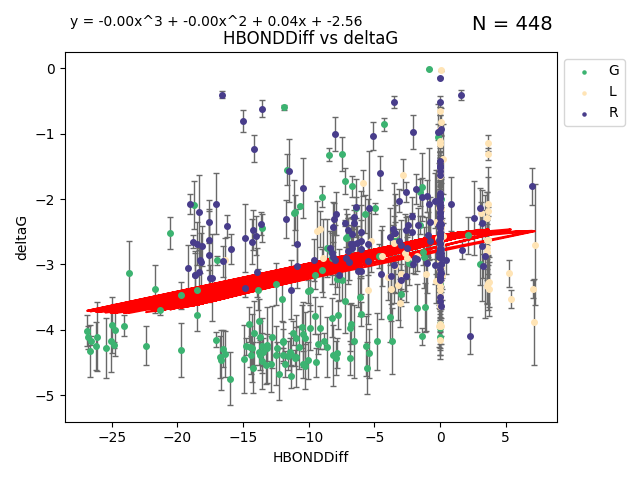 y = -0.00x^3 + -0.00x^2 + 0.04x + -2.56
N = 448
HBONDDiff vs deltaG
G
L
R
deltaG
0
−1
−2
−3
−4
−5
−25
−20
−15
−10
−5
0
5
HBONDDiff